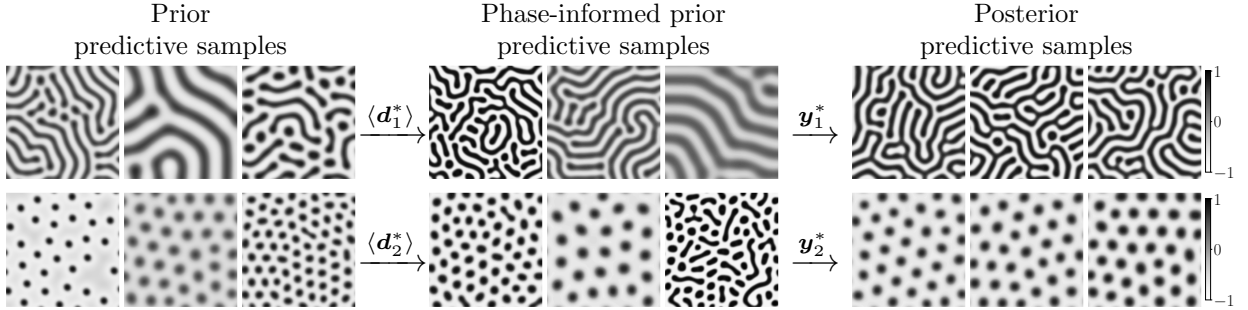 Prior
predictive samples
Phase-informed prior
predictive samples
Posterior
predictive samples
⟨d₁*⟩
y₁*
1
0
−1
⟨d₂*⟩
y₂*
1
0
−1